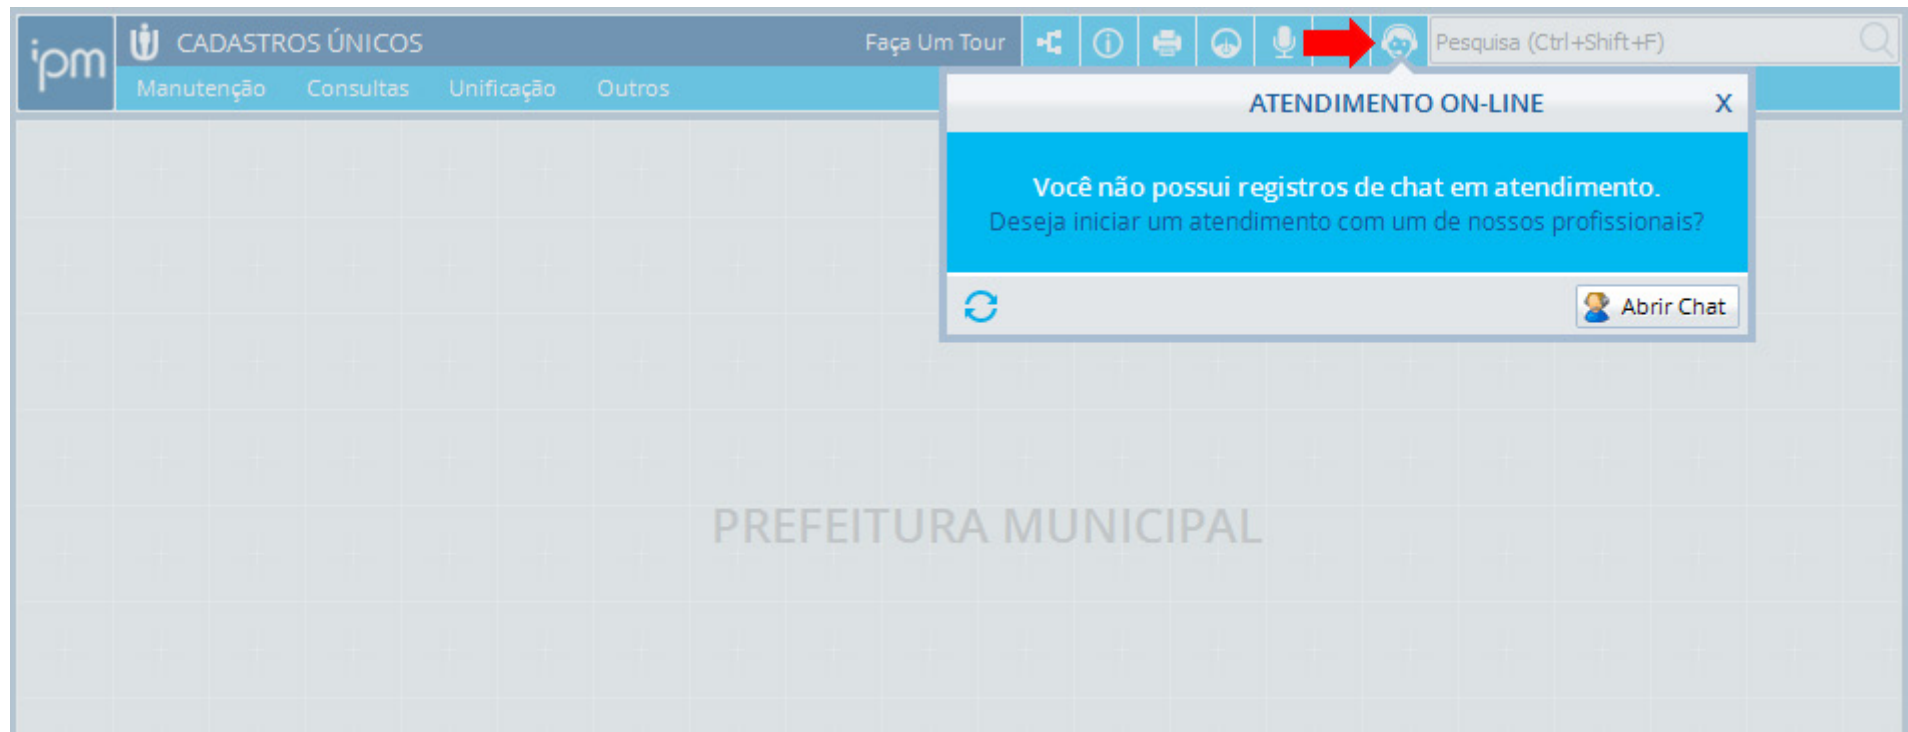 ipm
CADASTROS ÚNICOS
Faça Um Tour
Pesquisa (Ctrl+Shift+F)
Manutenção
Consultas
Unificação
Outros
ATENDIMENTO ON-LINE
X
Você não possui registros de chat em atendimento.
Deseja iniciar um atendimento com um de nossos profissionais?
Abrir Chat
PREFEITURA MUNICIPAL